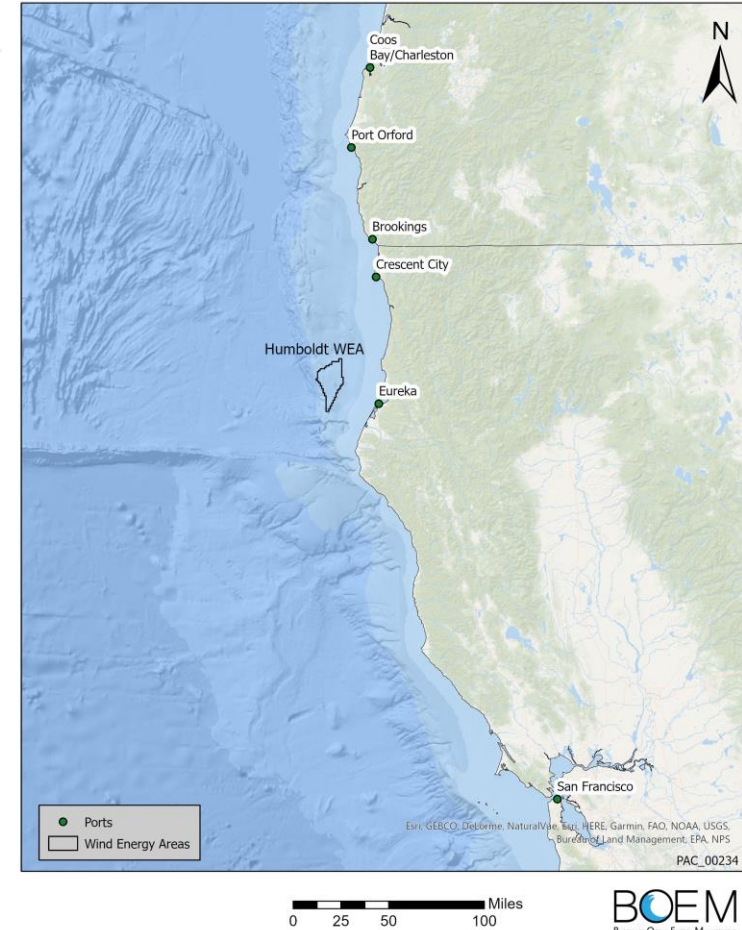 N
Coos
Bay/Charleston
Port Orford
Brookings
Crescent City
Humboldt WEA
Eureka
San Francisco
Ports
Wind Energy Areas
Esri, GEBCO, DeLorme, NaturalVue, Esri, HERE, Garmin, FAO, NOAA, USGS,
Bureau of Land Management, EPA, NPS
PAC_00234
Miles
0 25 50 100
BOEM